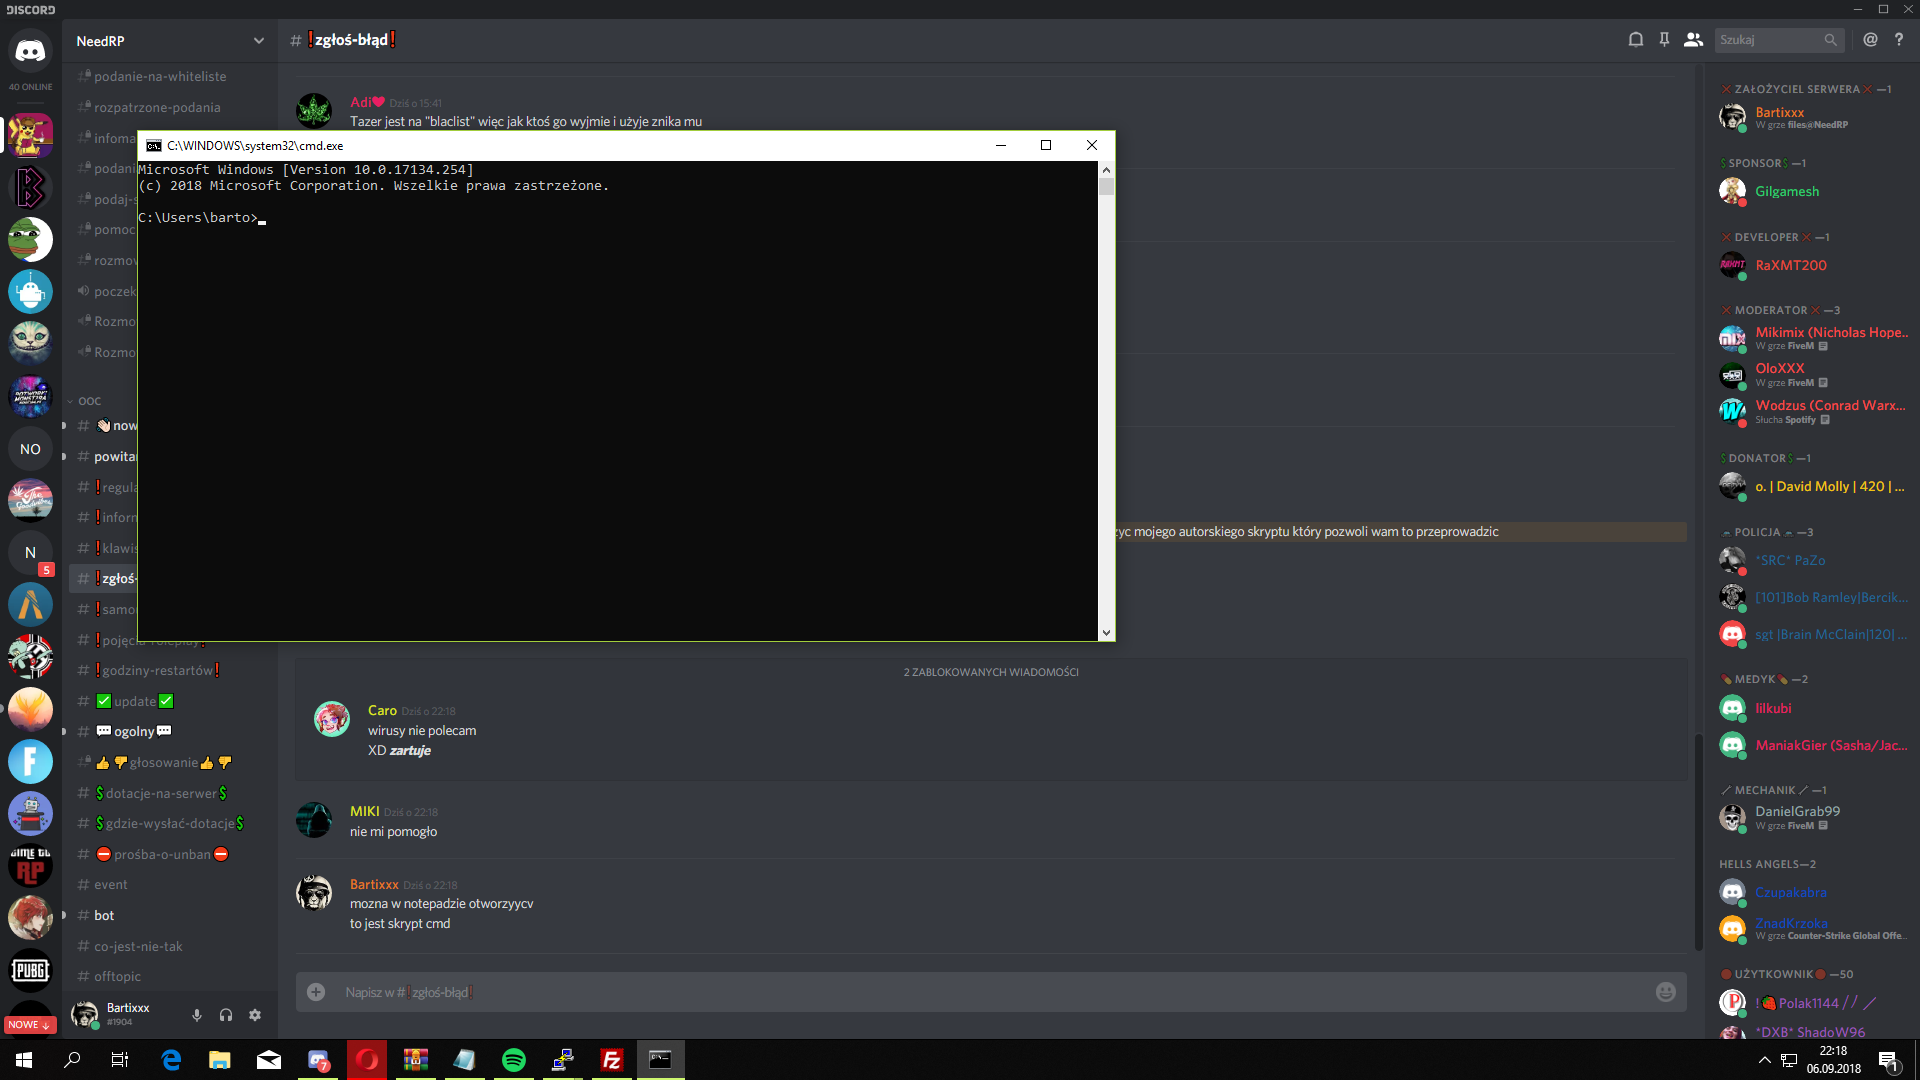 DISCORD
40 ONLINE
NO
N
5
NOWE
NeedRP
podanie-na-whiteliste
rozpatrzone-podania
infoma
podani
podaj-s
pomoc
rozmow
poczek
Rozmo
Rozmo
OOC
# 👋🏻now
# powita
# ❗regula
# ❗inform
# ❗klawis
# ❗zgłoś-
# ❗samou
# ❗pojęcia-roleplay❗
# ❗godziny-restartów❗
# ✅update✅
# 💬ogolny💬
👍👎głosowanie👍👎
# 💲dotacje-na-serwer💲
# 💲gdzie-wysłać-dotacje💲
# ⛔prośba-o-unban⛔
# event
# bot
# co-jest-nie-tak
# offtopic
Bartixxx
#1904
# ❗zgłoś-błąd❗
Szukaj
Adi❤ Dziś o 15:41
Tazer jest na "blaclist" więc jak ktoś go wyjmie i użyje znika mu
C:\WINDOWS\system32\cmd.exe
Microsoft Windows [Version 10.0.17134.254]
(c) 2018 Microsoft Corporation. Wszelkie prawa zastrzeżone.
C:\Users\barto>
zyc mojego autorskiego skryptu który pozwoli wam to przeprowadzic
2 ZABLOKOWANYCH WIADOMOŚCI
Caro Dziś o 22:18
wirusy nie polecam
XD zartuje
MIKI Dziś o 22:18
nie mi pomogło
Bartixxx Dziś o 22:18
mozna w notepadzie otworzyycv
to jest skrypt cmd
Napisz w #❗zgłoś-błąd❗
❌ZAŁOŻYCIEL SERWERA❌—1
Bartixxx
W grze files@NeedRP
💲SPONSOR💲—1
Gilgamesh
❌ DEVELOPER ❌—1
RaXMT200
❌ MODERATOR ❌—3
Mikimix (Nicholas Hope..
W grze FiveM
OloXXX
W grze FiveM
Wodzus (Conrad Warx...
Słucha Spotify
💲DONATOR💲—1
o. | David Molly | 420 | ...
POLICJA—3
*SRC* PaZo
[101]Bob Ramley|Bercik...
sgt |Brain McClain|120| ...
💊MEDYK💊—2
lilkubi
ManiakGier (Sasha/Jac...
MECHANIK—1
DanielGrab99
W grze FiveM
HELLS ANGELS—2
Czupakabra
ZnadKrzoka
W grze Counter-Strike Global Offe...
🔴UŻYTKOWNIK🔴—50
!🍓Polak1144 // ／
*DXB* ShadoW96
PUBG
RP
7
22:18
06.09.2018
1